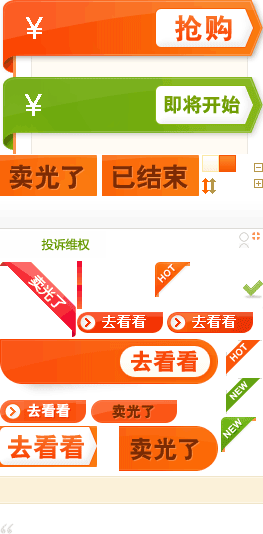 ¥ 抢购
¥ 即将开始
卖光了 已结束
投诉维权
卖光了
HOT
去看看 去看看
去看看
HOT
NEW
去看看 卖光了
NEW
去看看 卖光了